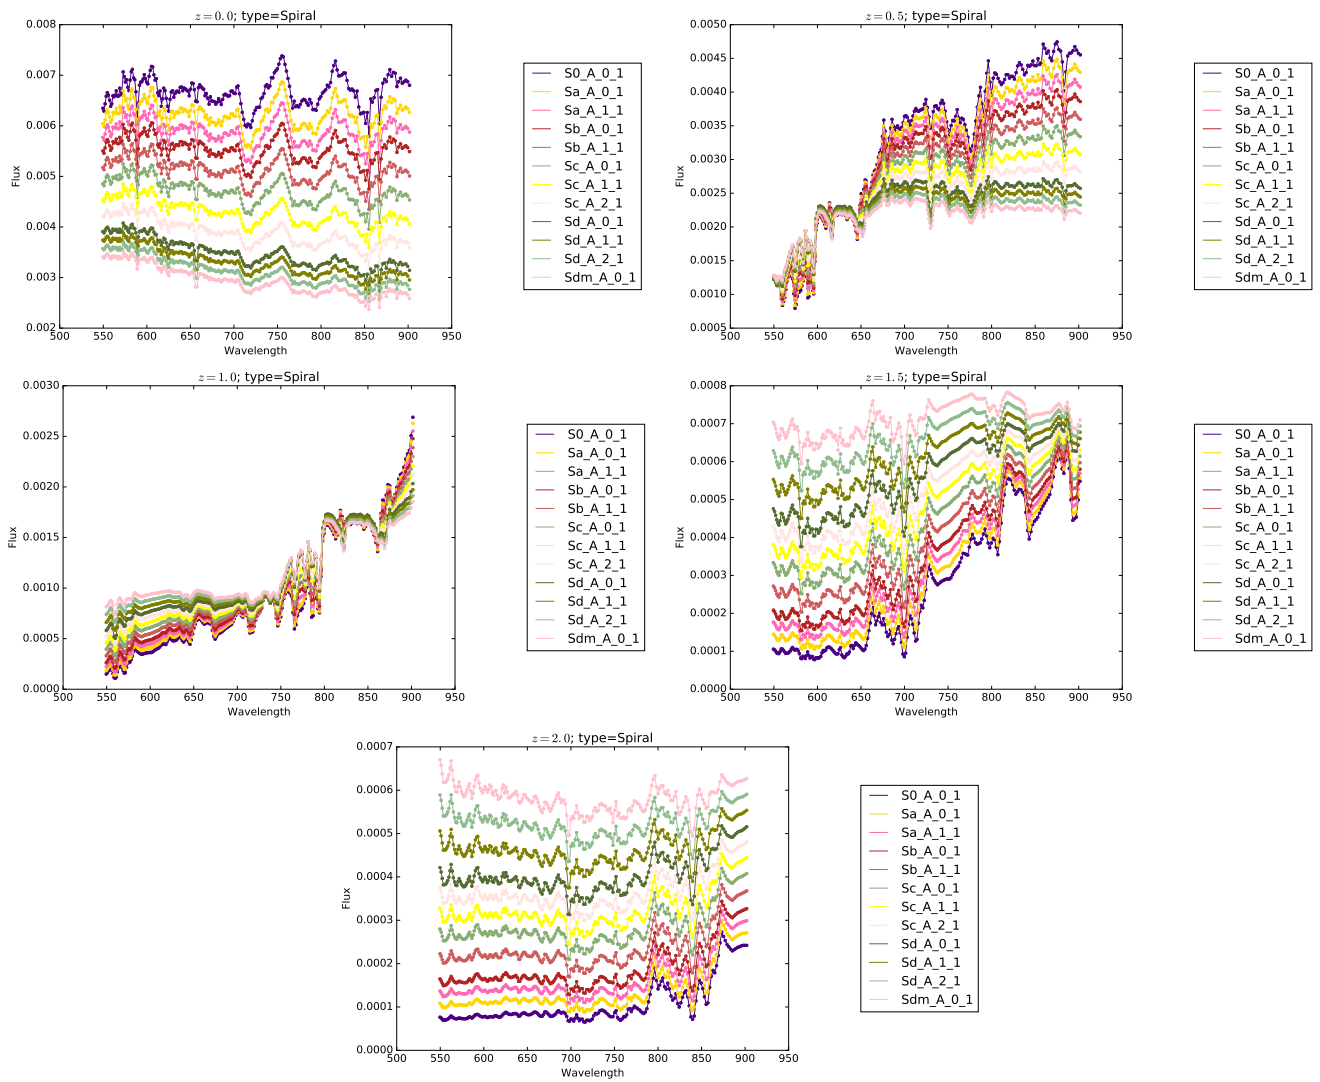 z = 0.0; type=Spiral
0.008
0.007
0.006
0.005
0.004
0.003
0.002
Flux
500 550 600 650 700 750 800 850 900 950
Wavelength
S0_A_0_1
Sa_A_0_1
Sa_A_1_1
Sb_A_0_1
Sb_A_1_1
Sc_A_0_1
Sc_A_1_1
Sc_A_2_1
Sd_A_0_1
Sd_A_1_1
Sd_A_2_1
Sdm_A_0_1
z = 0.5; type=Spiral
0.0050
0.0045
0.0040
0.0035
0.0030
0.0025
0.0020
0.0015
0.0010
0.0005
Flux
500 550 600 650 700 750 800 850 900 950
Wavelength
S0_A_0_1
Sa_A_0_1
Sa_A_1_1
Sb_A_0_1
Sb_A_1_1
Sc_A_0_1
Sc_A_1_1
Sc_A_2_1
Sd_A_0_1
Sd_A_1_1
Sd_A_2_1
Sdm_A_0_1
z = 1.0; type=Spiral
0.0030
0.0025
0.0020
0.0015
0.0010
0.0005
0.0000
Flux
500 550 600 650 700 750 800 850 900 950
Wavelength
S0_A_0_1
Sa_A_0_1
Sa_A_1_1
Sb_A_0_1
Sb_A_1_1
Sc_A_0_1
Sc_A_1_1
Sc_A_2_1
Sd_A_0_1
Sd_A_1_1
Sd_A_2_1
Sdm_A_0_1
z = 1.5; type=Spiral
0.0008
0.0007
0.0006
0.0005
0.0004
0.0003
0.0002
0.0001
0.0000
Flux
500 550 600 650 700 750 800 850 900 950
Wavelength
S0_A_0_1
Sa_A_0_1
Sa_A_1_1
Sb_A_0_1
Sb_A_1_1
Sc_A_0_1
Sc_A_1_1
Sc_A_2_1
Sd_A_0_1
Sd_A_1_1
Sd_A_2_1
Sdm_A_0_1
z = 2.0; type=Spiral
0.0007
0.0006
0.0005
0.0004
0.0003
0.0002
0.0001
0.0000
Flux
500 550 600 650 700 750 800 850 900 950
Wavelength
S0_A_0_1
Sa_A_0_1
Sa_A_1_1
Sb_A_0_1
Sb_A_1_1
Sc_A_0_1
Sc_A_1_1
Sc_A_2_1
Sd_A_0_1
Sd_A_1_1
Sd_A_2_1
Sdm_A_0_1